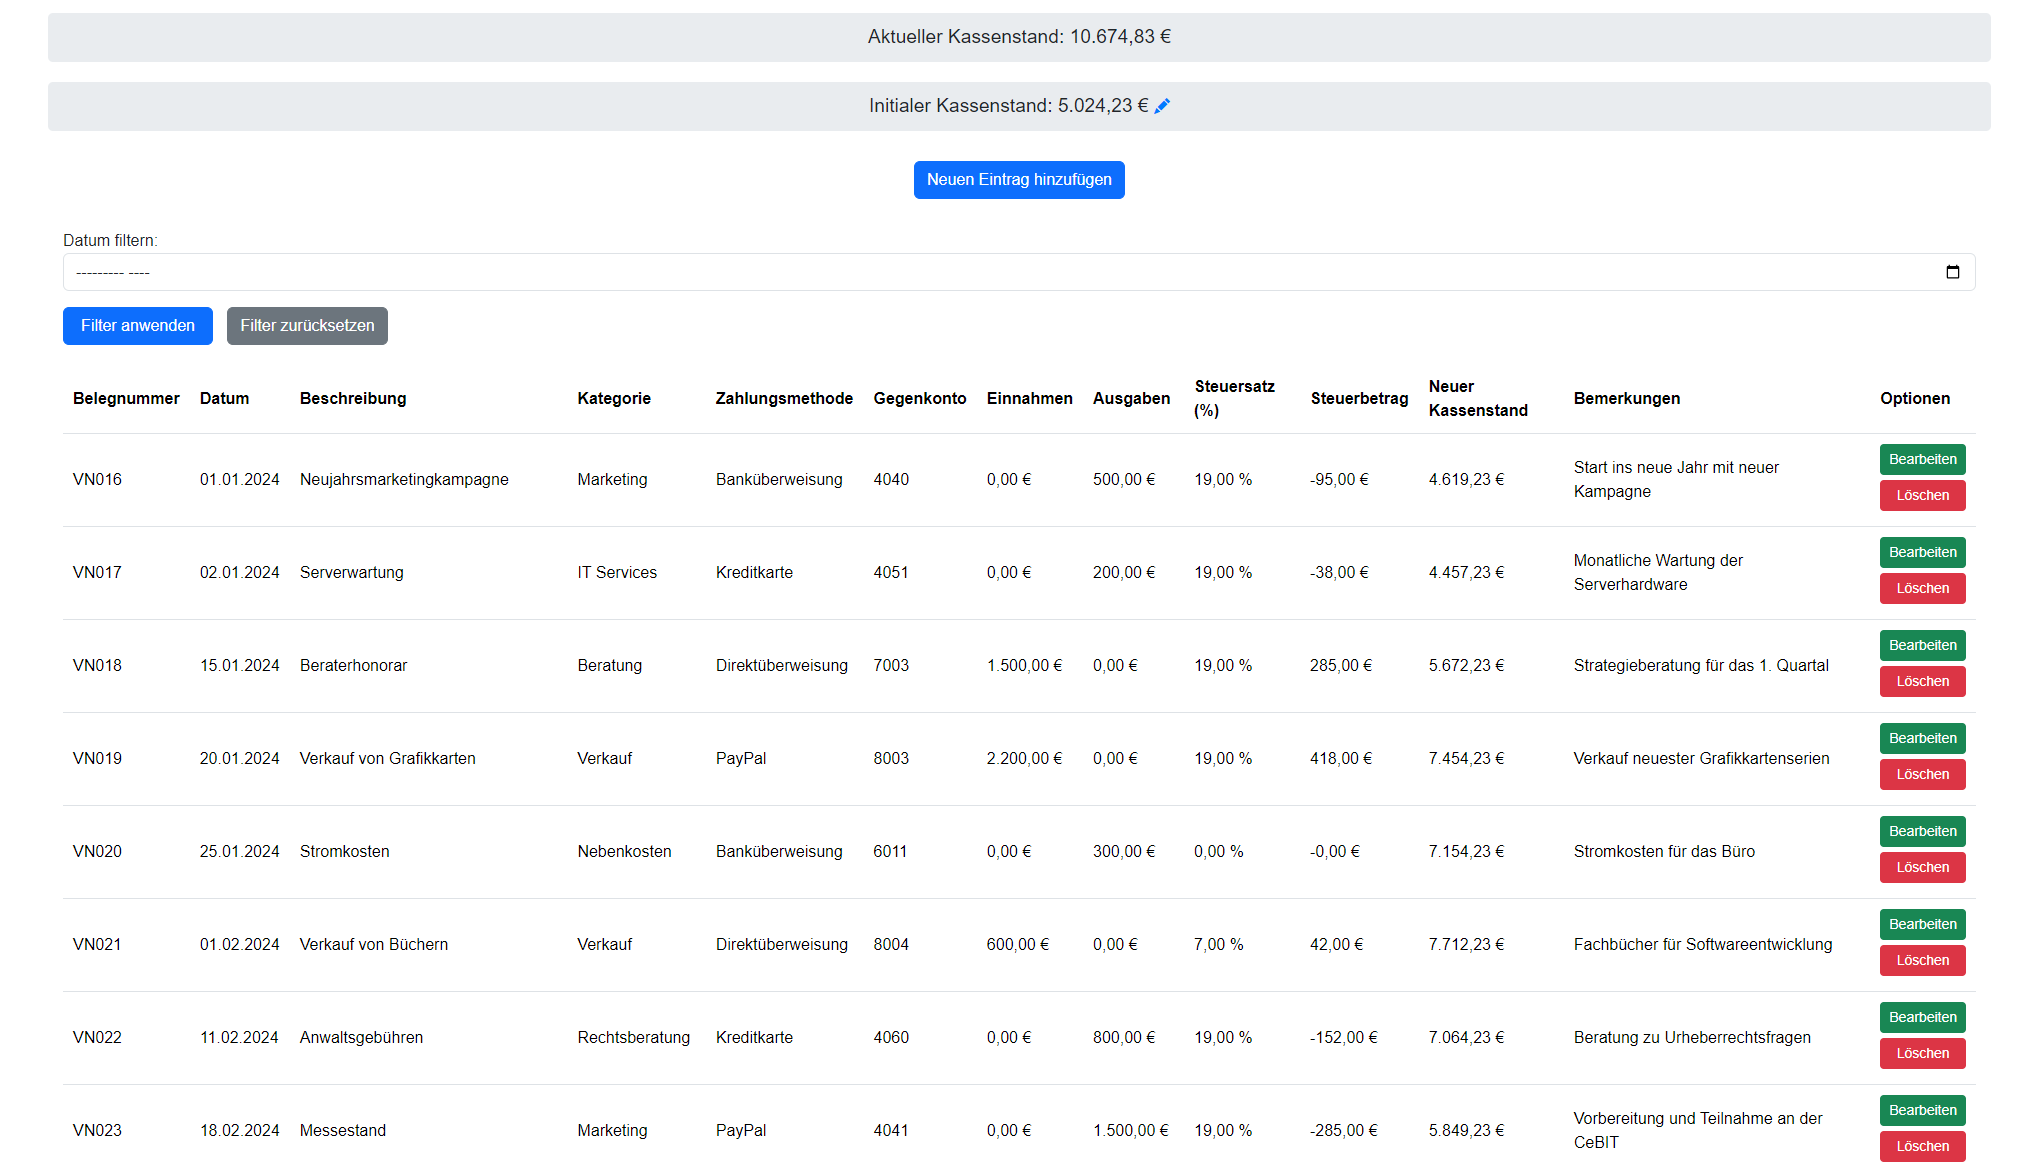 Aktueller Kassenstand: 10.674,83 €
Initialer Kassenstand: 5.024,23 €
Neuen Eintrag hinzufügen
Datum filtern:
--------- ----
Filter anwenden Filter zurücksetzen
Belegnummer Datum Beschreibung Kategorie Zahlungsmethode Gegenkonto Einnahmen Ausgaben Steuersatz (%) Steuerbetrag Neuer Kassenstand Bemerkungen Optionen
VN016 01.01.2024 Neujahrsmarketingkampagne Marketing Banküberweisung 4040 0,00 € 500,00 € 19,00 % -95,00 € 4.619,23 € Start ins neue Jahr mit neuer Kampagne Bearbeiten Löschen
VN017 02.01.2024 Serverwartung IT Services Kreditkarte 4051 0,00 € 200,00 € 19,00 % -38,00 € 4.457,23 € Monatliche Wartung der Serverhardware Bearbeiten Löschen
VN018 15.01.2024 Beraterhonorar Beratung Direktüberweisung 7003 1.500,00 € 0,00 € 19,00 % 285,00 € 5.672,23 € Strategieberatung für das 1. Quartal Bearbeiten Löschen
VN019 20.01.2024 Verkauf von Grafikkarten Verkauf PayPal 8003 2.200,00 € 0,00 € 19,00 % 418,00 € 7.454,23 € Verkauf neuester Grafikkartenserien Bearbeiten Löschen
VN020 25.01.2024 Stromkosten Nebenkosten Banküberweisung 6011 0,00 € 300,00 € 0,00 % -0,00 € 7.154,23 € Stromkosten für das Büro Bearbeiten Löschen
VN021 01.02.2024 Verkauf von Büchern Verkauf Direktüberweisung 8004 600,00 € 0,00 € 7,00 % 42,00 € 7.712,23 € Fachbücher für Softwareentwicklung Bearbeiten Löschen
VN022 11.02.2024 Anwaltsgebühren Rechtsberatung Kreditkarte 4060 0,00 € 800,00 € 19,00 % -152,00 € 7.064,23 € Beratung zu Urheberrechtsfragen Bearbeiten Löschen
VN023 18.02.2024 Messestand Marketing PayPal 4041 0,00 € 1.500,00 € 19,00 % -285,00 € 5.849,23 € Vorbereitung und Teilnahme an der CeBIT Bearbeiten Löschen